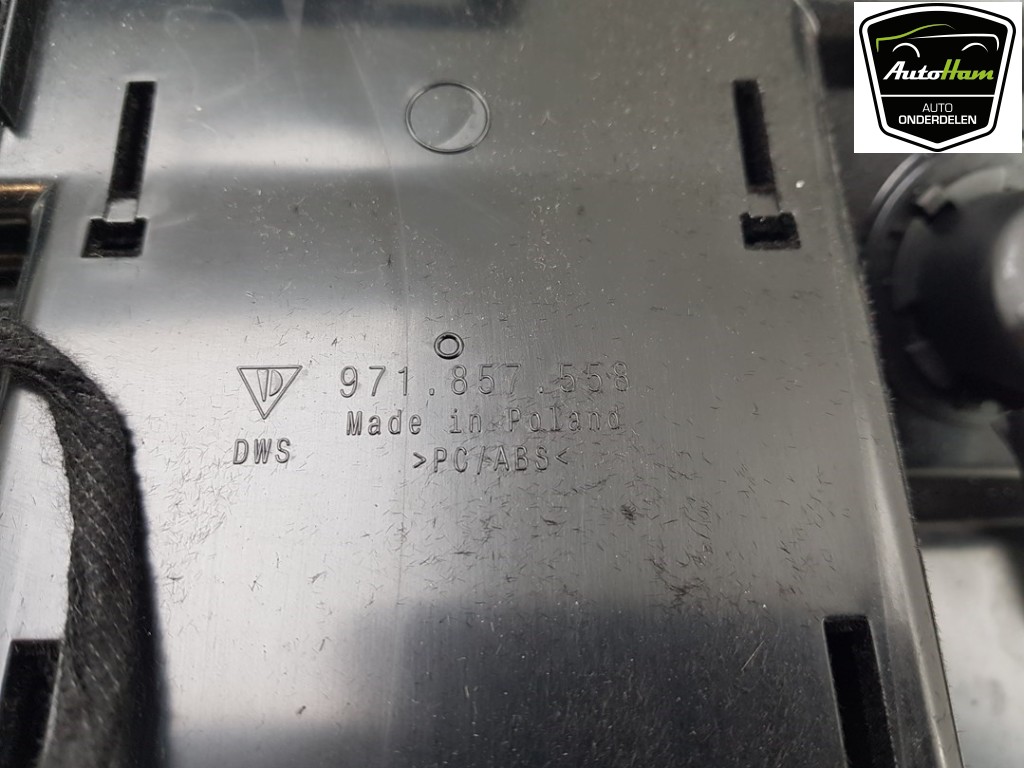 AutoHam
AUTO
ONDERDELEN
971.857.558
Made in Poland
DWS
>PC/ABS<